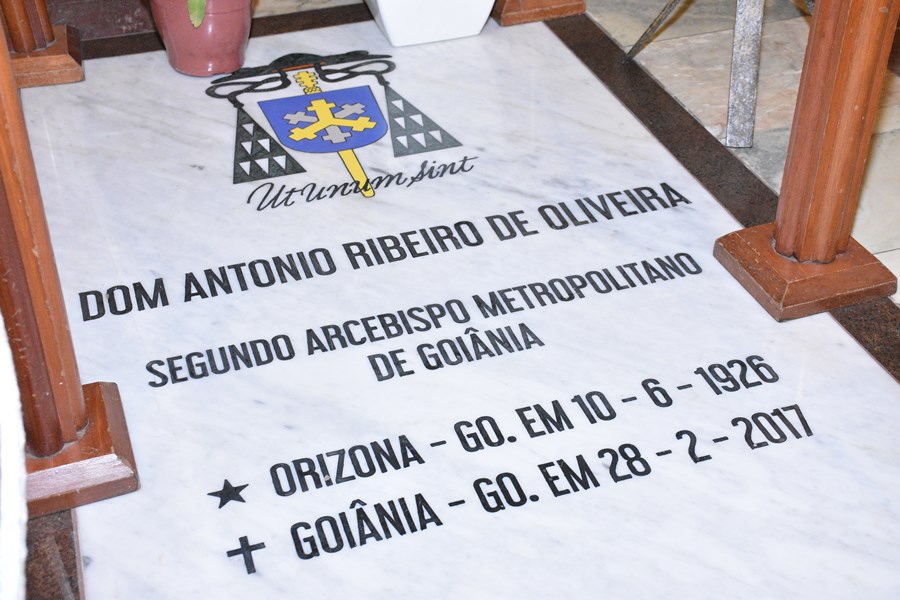 Ut Unum Sint
DOM ANTONIO RIBEIRO DE OLIVEIRA
SEGUNDO ARCEBISPO METROPOLITANO
DE GOIÂNIA
ORIZONA - GO. EM 10 - 6 - 1926
GOIÂNIA - GO. EM 28 - 2 - 2017